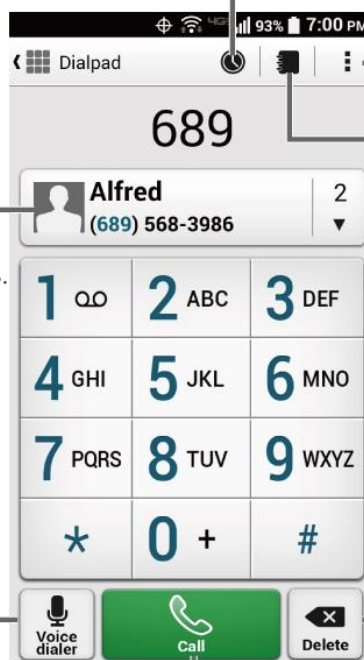 4G 93% 7:00 PM
Dialpad
689
Alfred 2
(689) 568-3986
1 2 ABC 3 DEF
4 GHI 5 JKL 6 MNO
7 PQRS 8 TUV 9 WXYZ
* 0 + #
Voice
dialer Call Delete